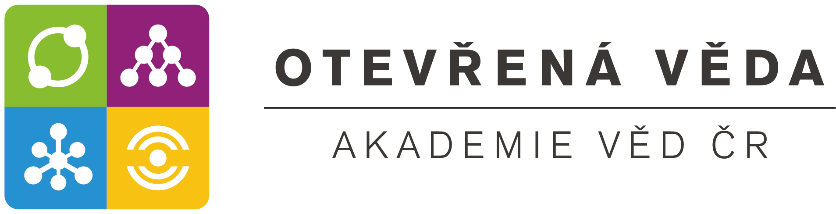 OTEVŘENÁ VĚDA
AKADEMIE VĚD ČR